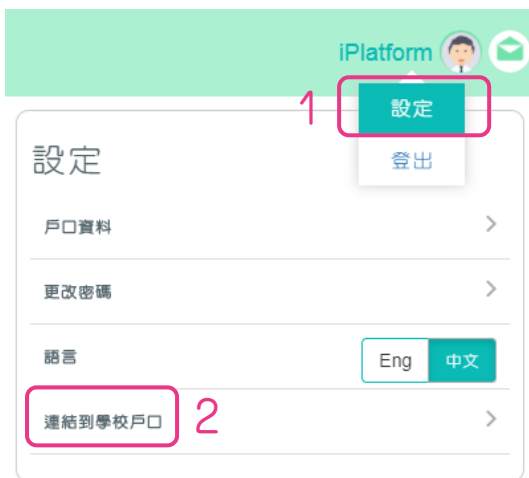 iPlatform
1
設定
登出
設定
戶口資料
更改密碼
語言
Eng 中文
連結到學校戶口 2